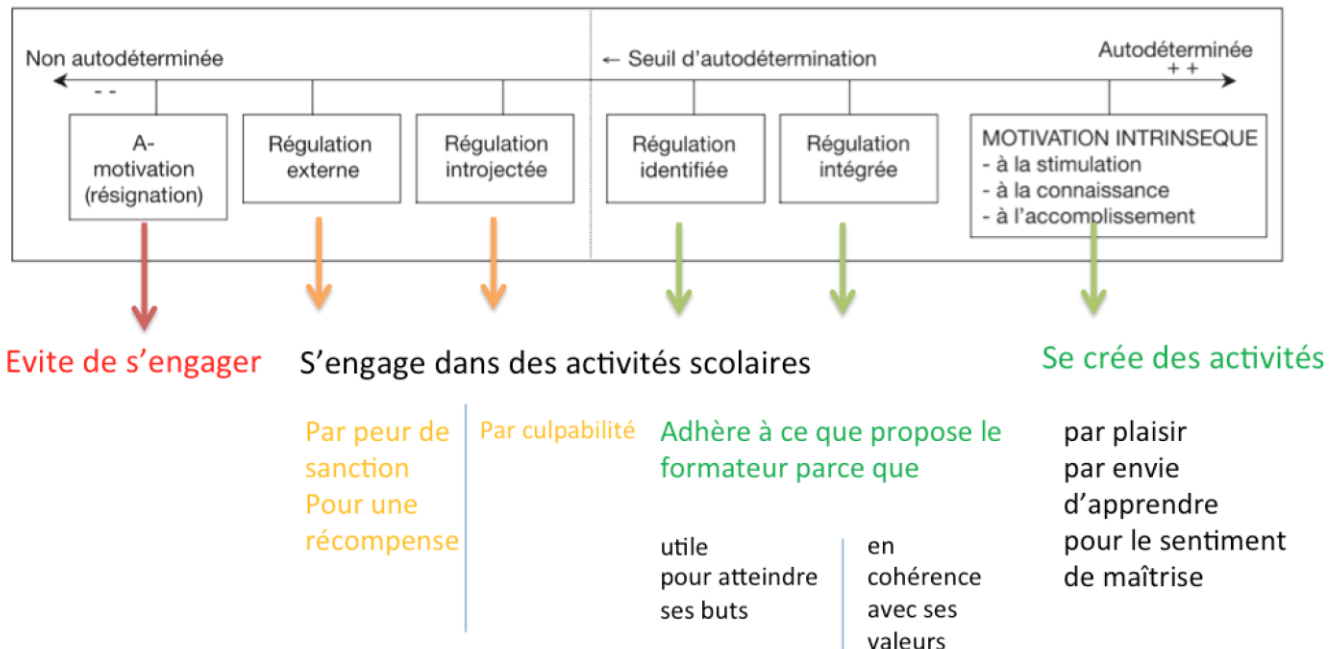 Non autodéterminée
- -
← Seuil d'autodétermination
Autodéterminée
+ +
A-
motivation
(résignation)
Régulation
externe
Régulation
introjectée
Régulation
identifiée
Régulation
intégrée
MOTIVATION INTRINSEQUE
- à la stimulation
- à la connaissance
- à l'accomplissement
Evite de s'engager
S'engage dans des activités scolaires
Se crée des activités
Par peur de
sanction
Pour une
récompense
Par culpabilité
Adhère à ce que propose le
formateur parce que
utile
pour atteindre
ses buts
en
cohérence
avec ses
valeurs
par plaisir
par envie
d'apprendre
pour le sentiment
de maîtrise